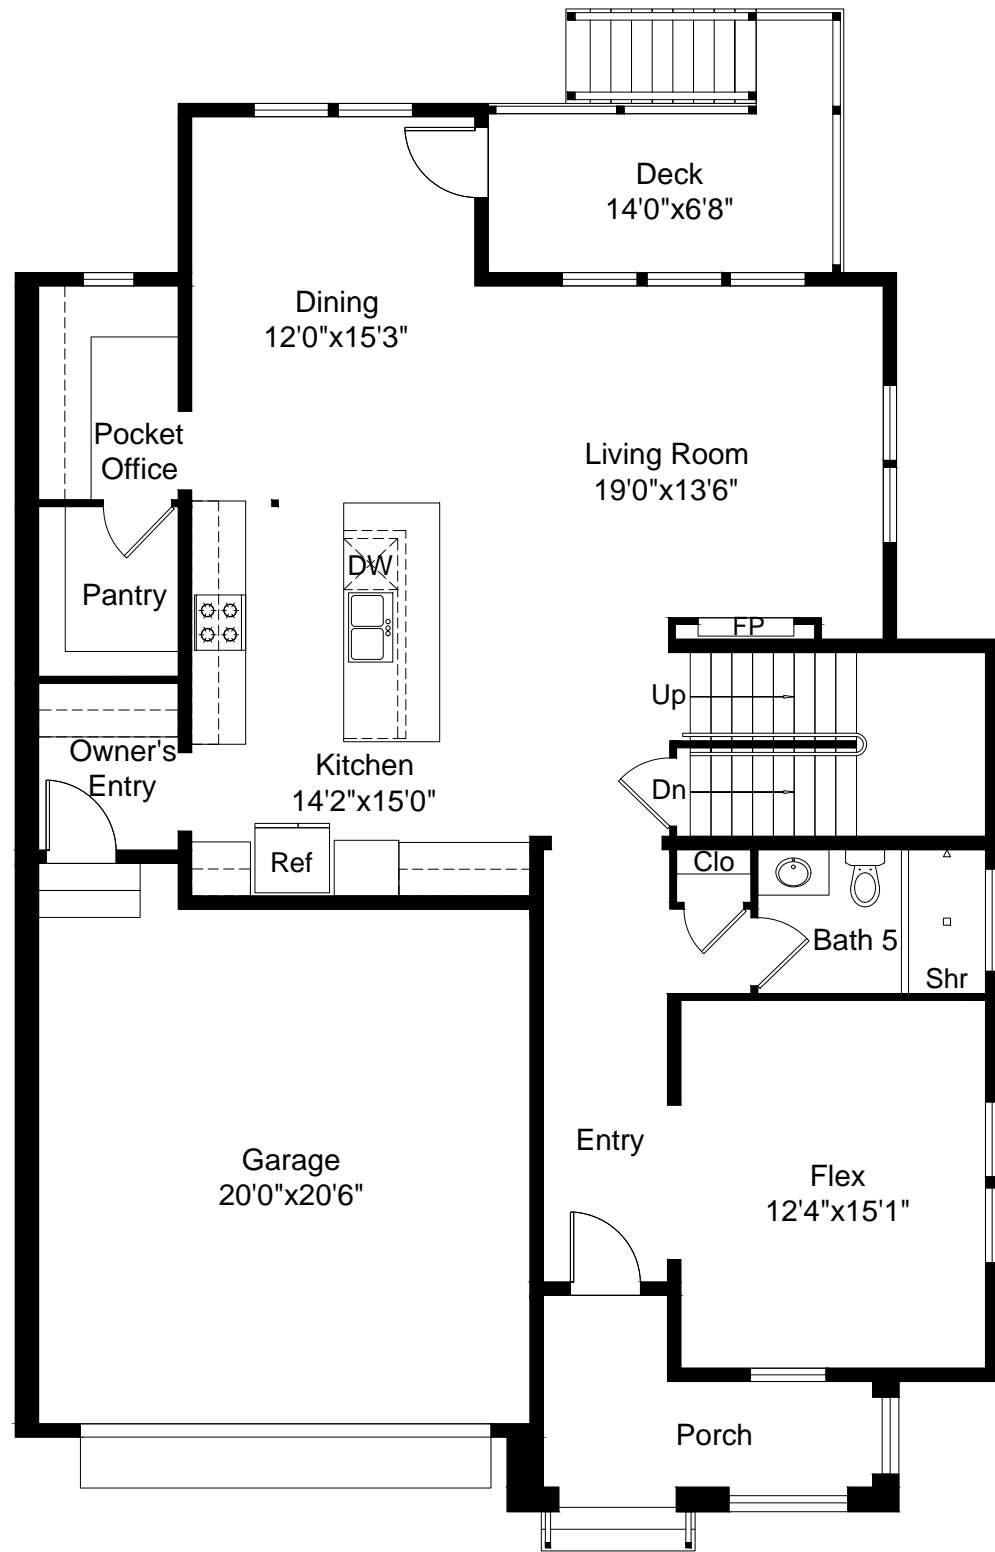 Deck
14'0"x6'8"
Dining
12'0"x15'3"
Pocket
Office
Living Room
19'0"x13'6"
DW
Pantry
FP
Up
Owner's
Entry
Kitchen
14'2"x15'0"
Dn
Ref
Clo
Bath 5
Shr
Entry
Garage
20'0"x20'6"
Flex
12'4"x15'1"
Porch